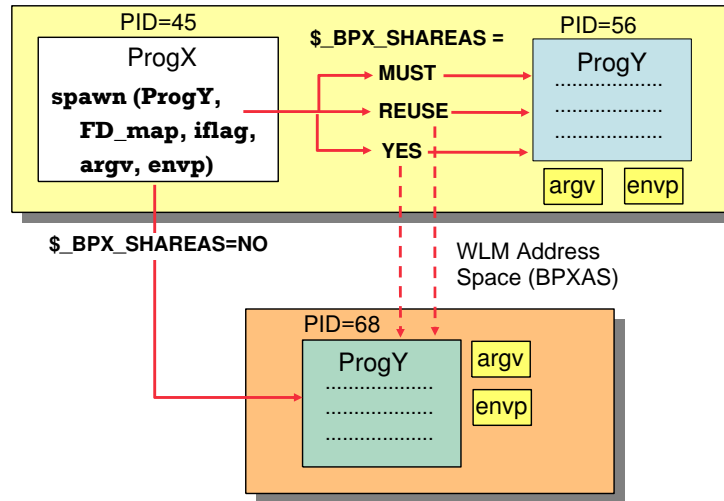 PID=45
ProgX
spawn (ProgY,
FD_map, iflag,
argv, envp)
$_BPX_SHAREAS =
MUST
REUSE
YES
PID=56
ProgY
....................
....................
....................
argv
envp
$_BPX_SHAREAS=NO
WLM Address
Space (BPXAS)
PID=68
ProgY
....................
....................
....................
argv
envp